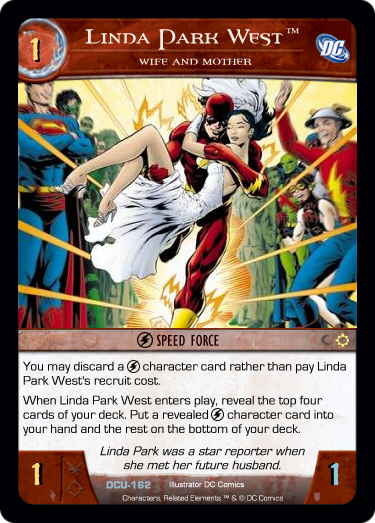 1
Linda Park West™
DC
WIFE AND MOTHER
SPEED FORCE
You may discard a character card rather than pay Linda
Park West's recruit cost.
When Linda Park West enters play, reveal the top four
cards of your deck. Put a revealed character card into
your hand and the rest on the bottom of your deck.
Linda Park was a star reporter when
she met her future husband.
1
1
DCU-162 Illustrator DC Comics
Characters, Related Elements ™ & © DC Comics